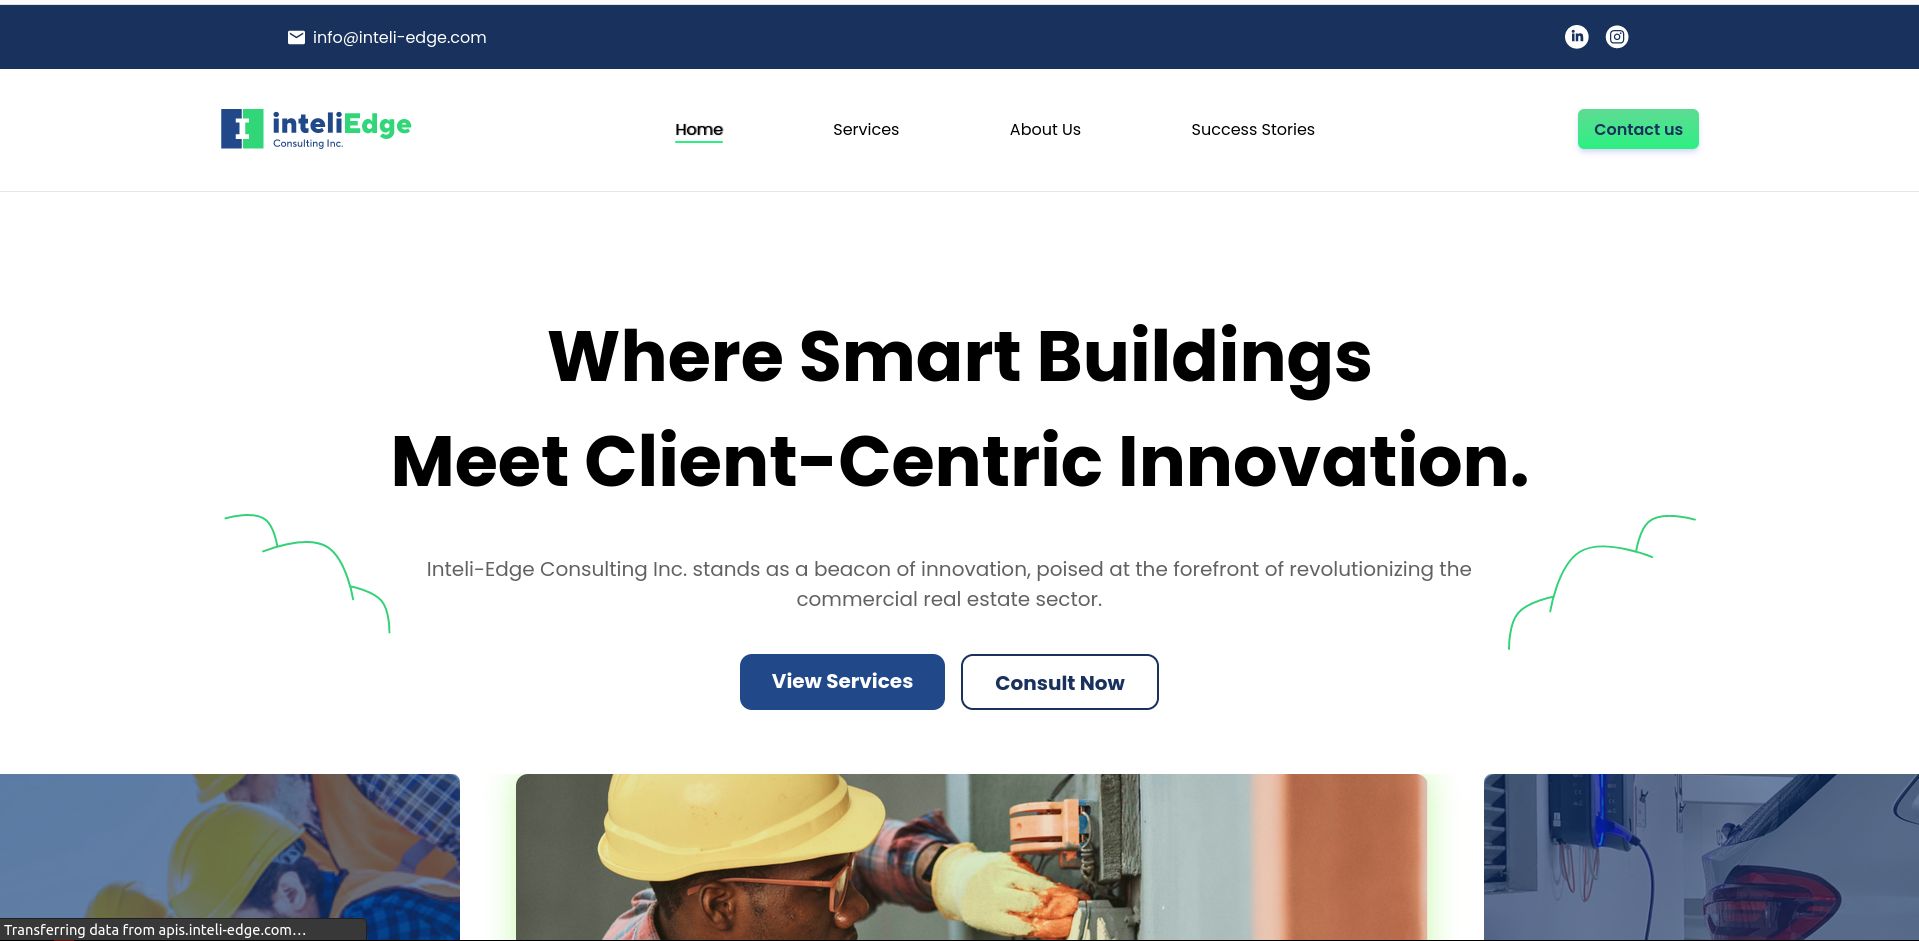 info@inteli-edge.com
inteliEdge
Consulting Inc.
Home
Services
About Us
Success Stories
Contact us
Where Smart Buildings
Meet Client-Centric Innovation.
Inteli-Edge Consulting Inc. stands as a beacon of innovation, poised at the forefront of revolutionizing the
commercial real estate sector.
View Services
Consult Now
Transferring data from apis.inteli-edge.com…